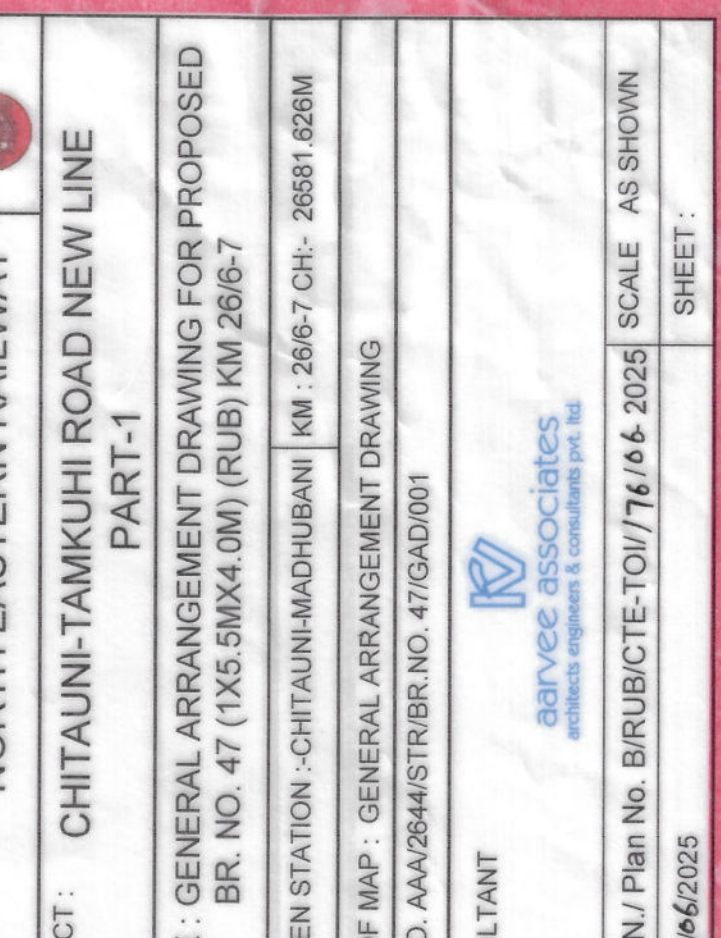 CT : CHITAUNI-TAMKUHI ROAD NEW LINE
PART-1
: GENERAL ARRANGEMENT DRAWING FOR PROPOSED
BR. NO. 47 (1X5.5MX4.0M) (RUB) KM 26/6-7
EN STATION :-CHITAUNI-MADHUBANI KM : 26/6-7 CH:- 26581.626M
F MAP : GENERAL ARRANGEMENT DRAWING
O. AAA/2644/STR/BR.NO. 47/GAD/001
LTANT
aarvee associates
architects engineers & consultants pvt. ltd.
N./ Plan No. B/RUB/CTE-TOI//76/06 2025 SCALE AS SHOWN
/06/2025 SHEET :